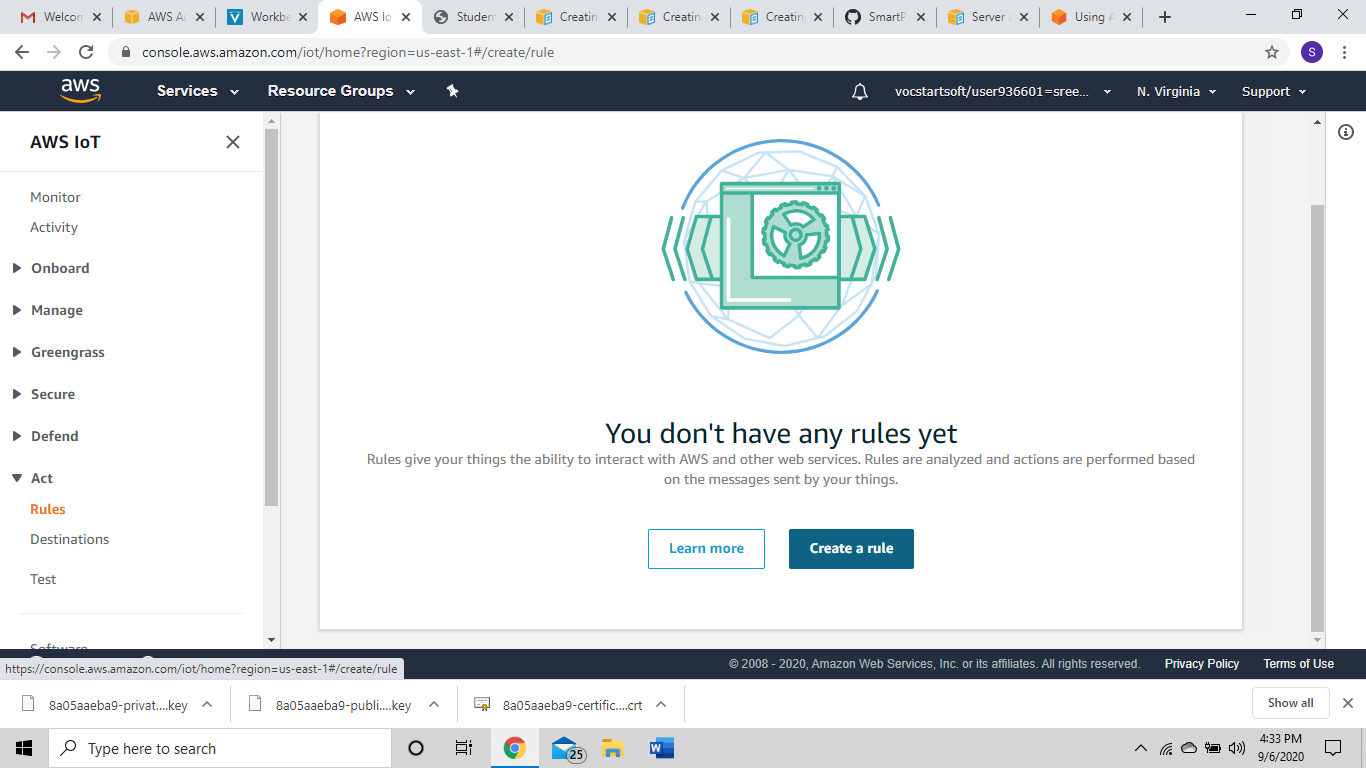 Welcom
AWS Ac
Workbe
AWS Io
Student
Creatin
Creatin
Creatin
SmartP
Server a
Using A
console.aws.amazon.com/iot/home?region=us-east-1#/create/rule
S
aws
Services
Resource Groups
vocstartsoft/user936601=sree...
N. Virginia
Support
AWS IoT
Monitor
Activity
Onboard
Manage
Greengrass
Secure
Defend
Act
Rules
Destinations
Test
Software
You don't have any rules yet
Rules give your things the ability to interact with AWS and other web services. Rules are analyzed and actions are performed based
on the messages sent by your things.
Learn more
Create a rule
https://console.aws.amazon.com/iot/home?region=us-east-1#/create/rule
© 2008 - 2020, Amazon Web Services, Inc. or its affiliates. All rights reserved.
Privacy Policy
Terms of Use
8a05aaeba9-privat....key
8a05aaeba9-publi....key
8a05aaeba9-certific....crt
Show all
Type here to search
25
4:33 PM
9/6/2020